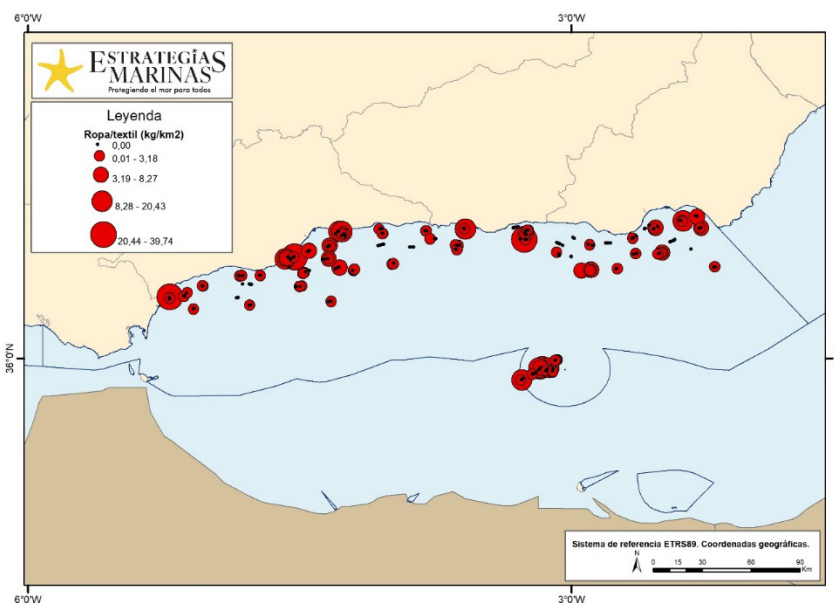 6°0'W
3°0'W
ESTRATEGIAS
MARINAS
Protegiendo el mar para todos
Leyenda
Ropa/textil (kg/km2)
0,00
0,01 - 3,18
3,19 - 8,27
8,28 - 20,43
20,44 - 39,74
36°0'N
36°0'N
Sistema de referencia ETRS89. Coordenadas geográficas.
N
0 15 30 60 90
Km
6°0'W
3°0'W